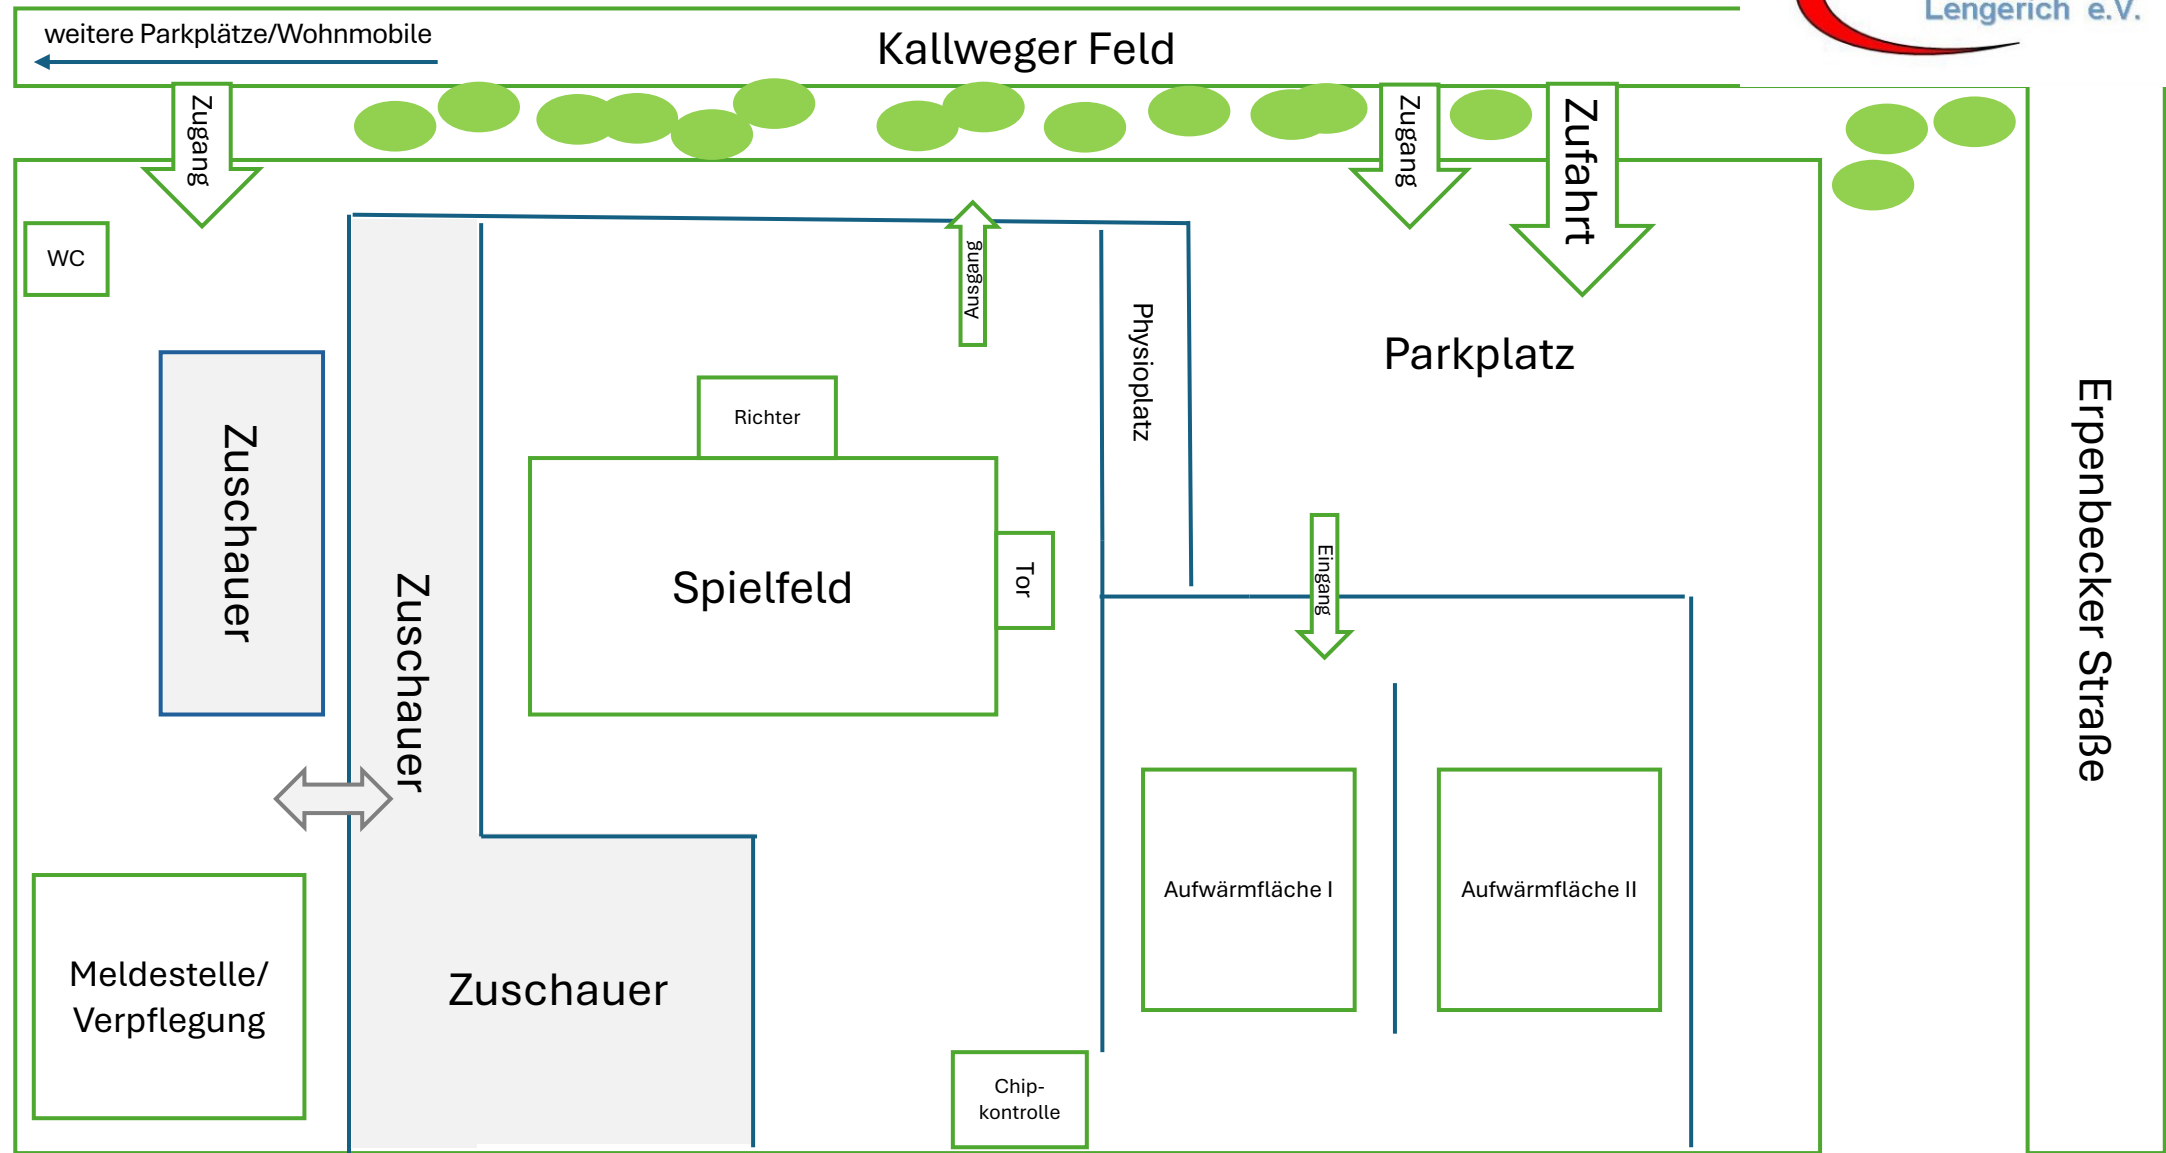 Lengerich e.V.
weitere Parkplätze/Wohnmobile
Kallweger Feld
Zugang
Zugang
Zufahrt
WC
Ausgang
Physioplatz
Parkplatz
Richter
Zuschauer
Zuschauer
Spielfeld
Tor
Eingang
Erpenbecker Straße
Aufwärmfläche I
Aufwärmfläche II
Meldestelle/
Verpflegung
Zuschauer
Chip-
kontrolle